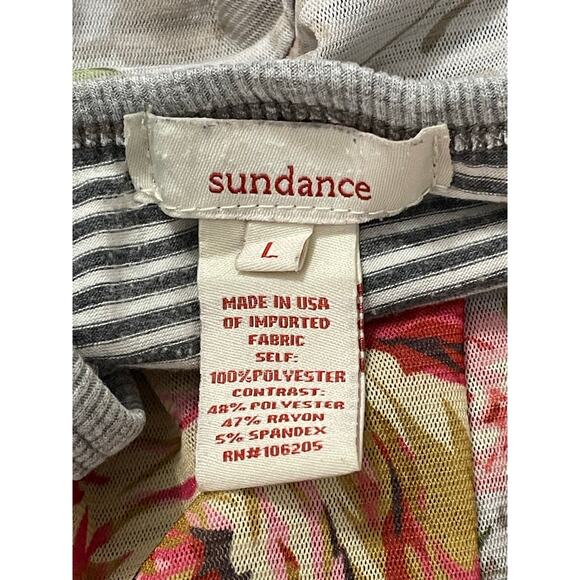 sundance
L
MADE IN USA
OF IMPORTED
FABRIC
SELF:
100%POLYESTER
CONTRAST:
48% POLYESTER
47% RAYON
5% SPANDEX
RN#106205